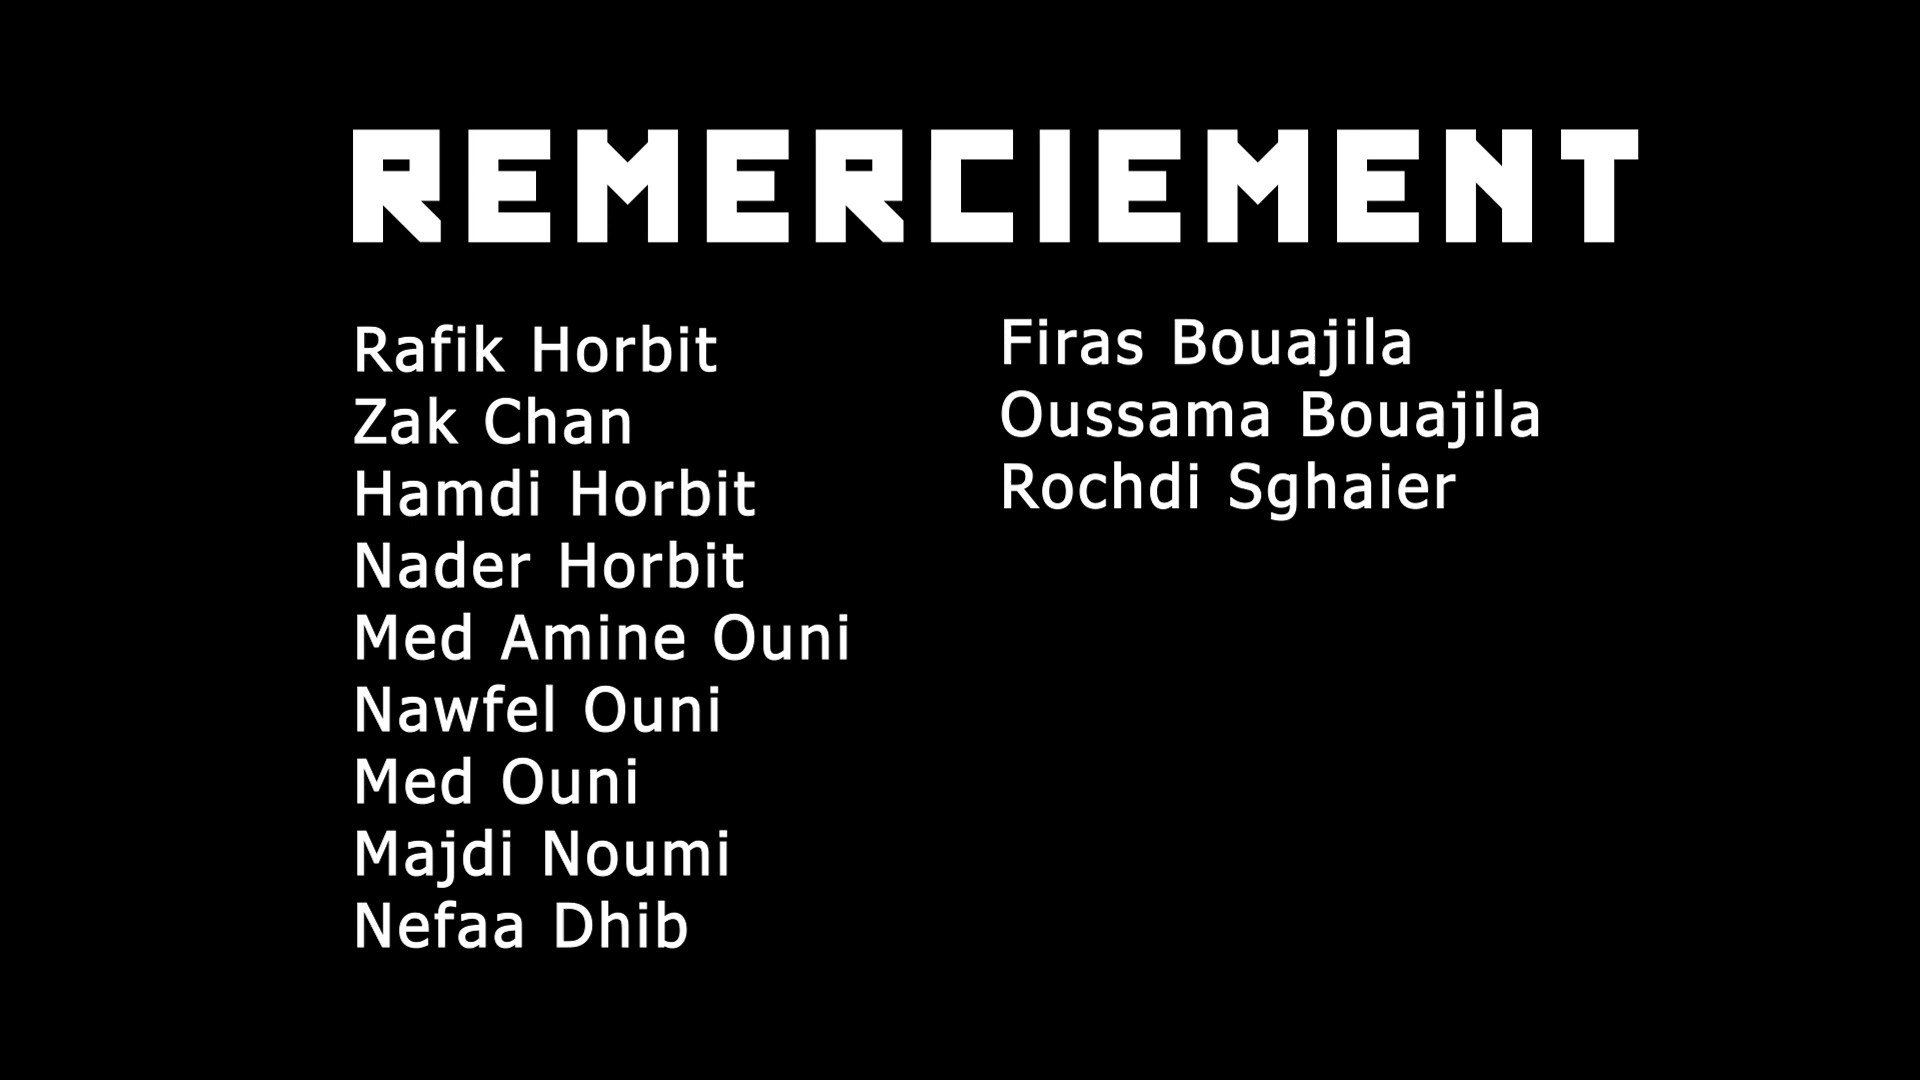 REMERCIEMENT
Rafik Horbit
Zak Chan
Hamdi Horbit
Nader Horbit
Med Amine Ouni
Nawfel Ouni
Med Ouni
Majdi Noumi
Nefaa Dhib
Firas Bouajila
Oussama Bouajila
Rochdi Sghaier